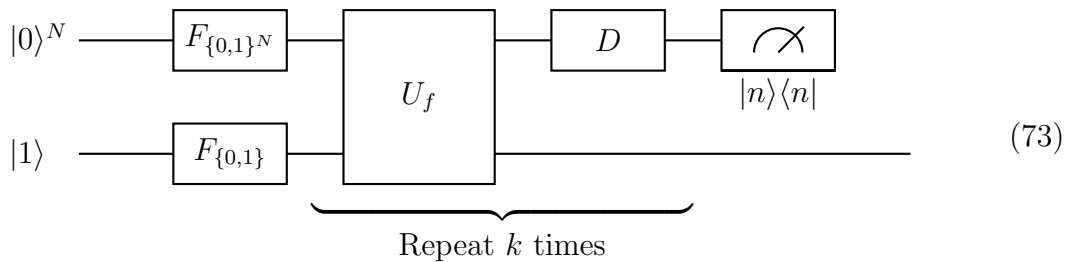 |0⟩^N F_{{0,1}^N} U_f D
|n⟩⟨n|
|1⟩ F_{{0,1}} (73)
Repeat k times